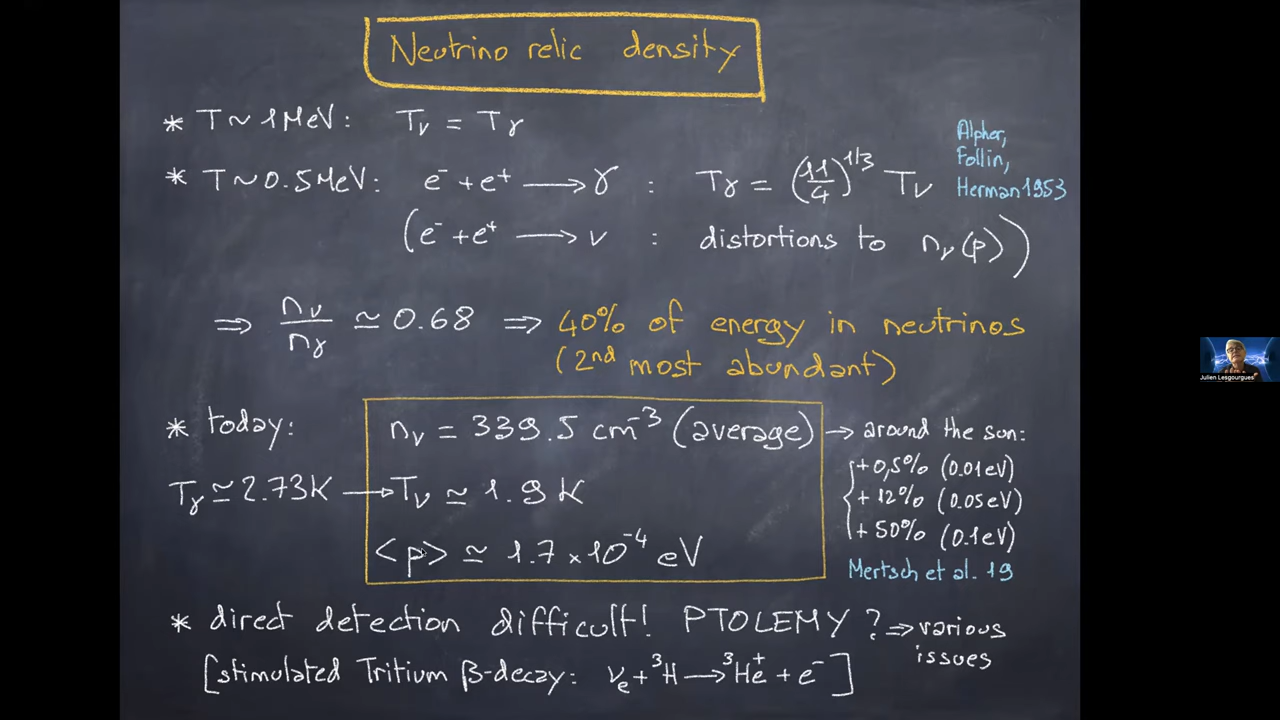 Neutrino relic density
* T ~ 1 MeV: Tν = Tγ
* T ~ 0.5 MeV: e⁻ + e⁺ ⟶ γ : Tγ = (11/4)^1/3 Tν
Alpher,
Follin,
Herman 1953
(e⁻ + e⁺ ⟶ ν : distortions to nν(p))
⇒ nν/nγ ≃ 0.68 ⇒ 40% of energy in neutrinos
(2nd most abundant)
* today: nν = 339.5 cm⁻³ (average) → around the sun:
Tγ ≃ 2.73K ⟶ Tν ≃ 1.9 K
<p> ≃ 1.7 × 10⁻⁴ eV
{+0,5% (0.01eV)
+12% (0.05eV)
+50% (0.1eV)
Mertsch et al. 19
* direct detection difficult! PTOLEMY ? ⇒ various
issues
[stimulated Tritium β-decay: νe + ³H ⟶ ³He⁺ + e⁻]
Julien Lesgourgues